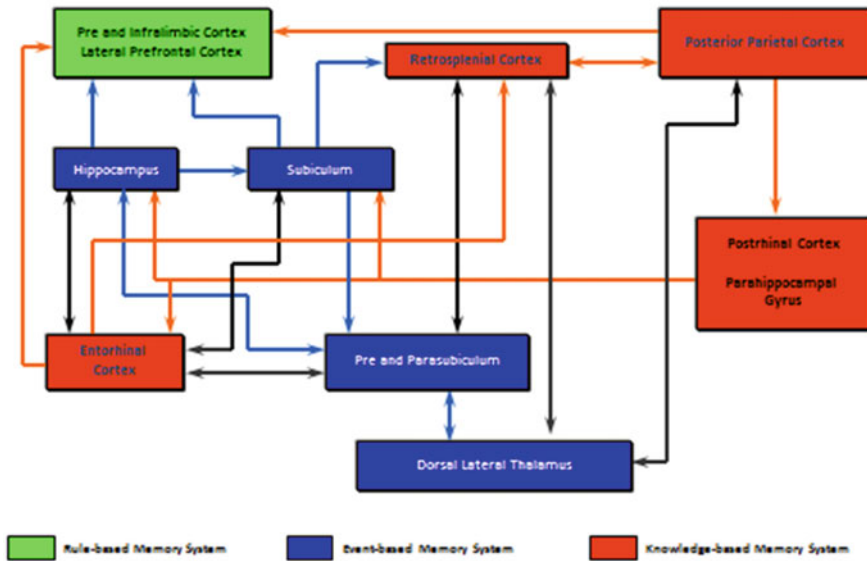 Pre and Infralimbic Cortex
Lateral Prefrontal Cortex
Posterior Parietal Cortex
Retrosplenial Cortex
Hippocampus
Subiculum
Postrhinal Cortex
Parahippocampal
Gyrus
Entorhinal
Cortex
Pre and Parasubiculum
Dorsal Lateral Thalamus
Rule-based Memory System
Event-based Memory System
Knowledge-based Memory System